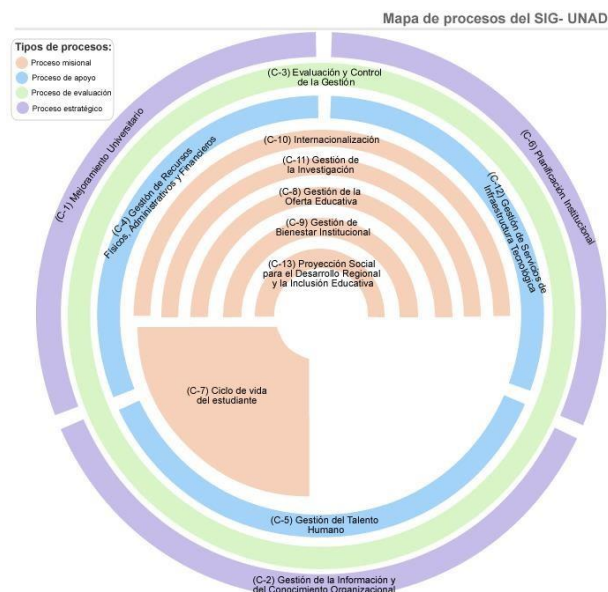 Mapa de procesos del SIG- UNAD
Tipos de procesos:
Proceso misional
Proceso de apoyo
Proceso de evaluación
Proceso estratégico
(C-3) Evaluación y Control
de la Gestión
(C-1) Mejoramiento Universitario
(C-6) Planificación Institucional
(C-4) Gestión de Recursos
Físicos, Administrativos y Financieros
(C-12) Gestión de Servicios de
Infraestructura Tecnológica
(C-10) Internacionalización
(C-11) Gestión de
la Investigación
(C-8) Gestión de la
Oferta Educativa
(C-9) Gestión de
Bienestar Institucional
(C-13) Proyección Social
para el Desarrollo Regional
y la Inclusión Educativa
(C-7) Ciclo de vida
del estudiante
(C-5) Gestión del Talento
Humano
(C-2) Gestión de la Información y
del Conocimiento Organizacional